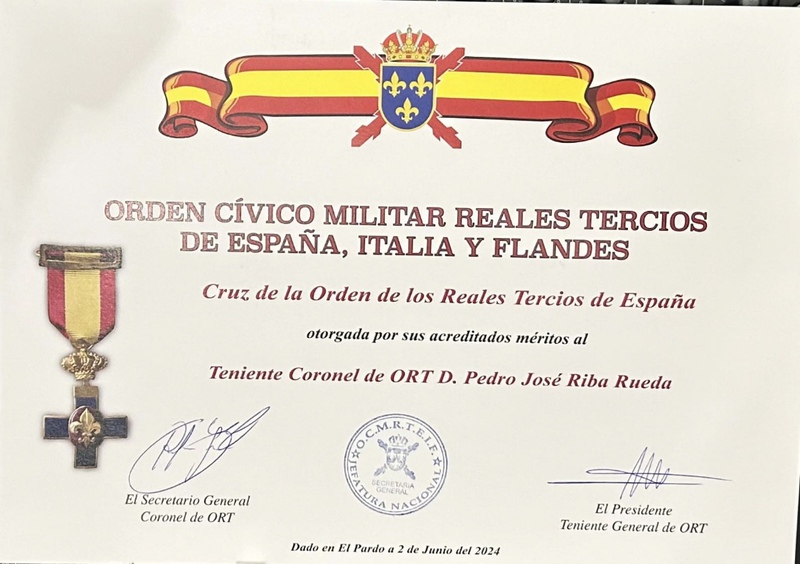 ORDEN CÍVICO MILITAR REALES TERCIOS
DE ESPAÑA, ITALIA Y FLANDES
Cruz de la Orden de los Reales Tercios de España
otorgada por sus acreditados méritos al
Teniente Coronel de ORT D. Pedro José Riba Rueda
O.C.M.R.T.E.I.F.
SECRETARIA
GENERAL
JEFATURA NACIONAL
El Secretario General
Coronel de ORT
El Presidente
Teniente General de ORT
Dado en El Pardo a 2 de Junio del 2024